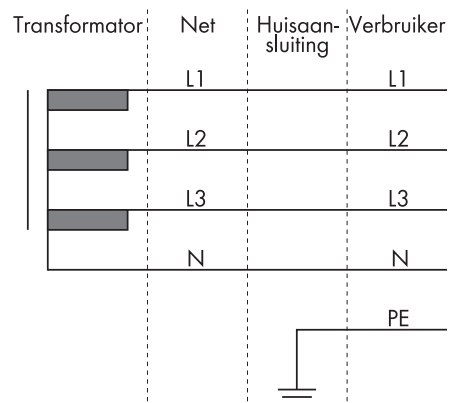 Transformator
Net
Huisaan-
sluiting
Verbruiker
L1
L1
L2
L2
L3
L3
N
N
PE